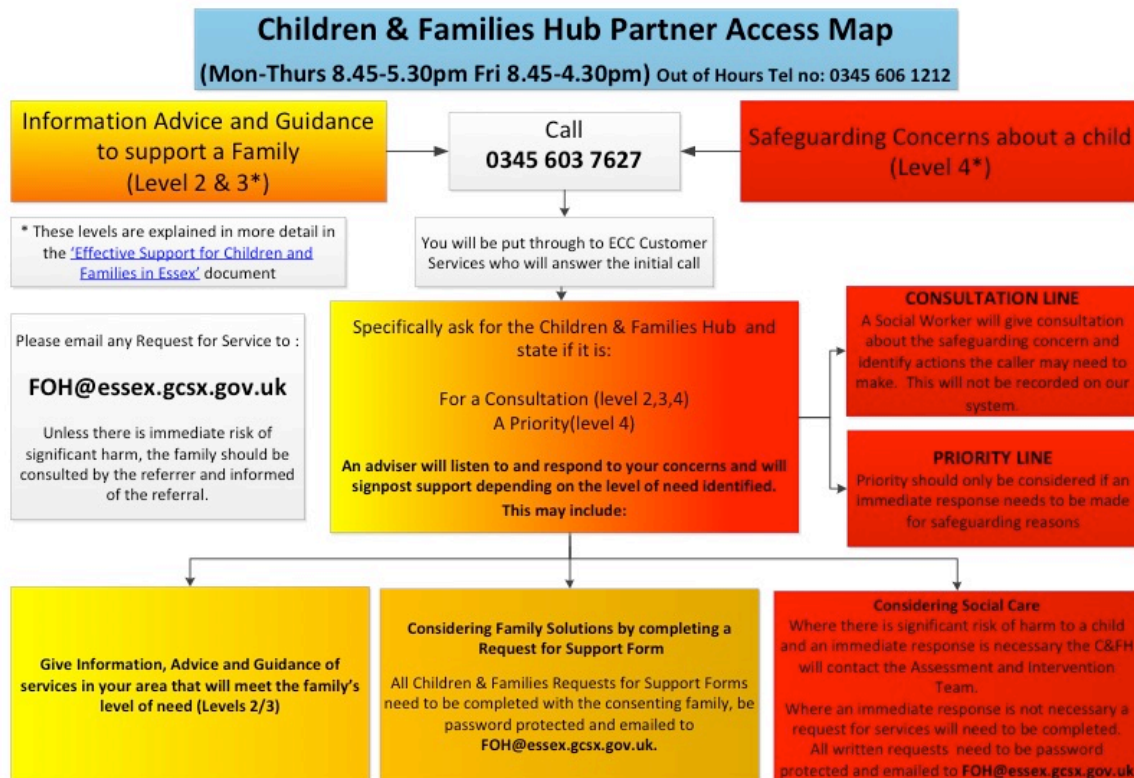 Children & Families Hub Partner Access Map
(Mon-Thurs 8.45-5.30pm Fri 8.45-4.30pm) Out of Hours Tel no: 0345 606 1212
Information Advice and Guidance
to support a Family
(Level 2 & 3*)
Call
0345 603 7627
Safeguarding Concerns about a child
(Level 4*)
* These levels are explained in more detail in
the 'Effective Support for Children and
Families in Essex' document
You will be put through to ECC Customer
Services who will answer the initial call
Please email any Request for Service to :
FOH@essex.gcsx.gov.uk
Unless there is immediate risk of
significant harm, the family should be
consulted by the referrer and informed
of the referral.
Specifically ask for the Children & Families Hub and
state if it is:
For a Consultation (level 2,3,4)
A Priority(level 4)
An adviser will listen to and respond to your concerns and will
signpost support depending on the level of need identified.
This may include:
CONSULTATION LINE
A Social Worker will give consultation
about the safeguarding concern and
identify actions the caller may need to
make. This will not be recorded on our
system.
PRIORITY LINE
Priority should only be considered if an
immediate response needs to be made
for safeguarding reasons
Give Information, Advice and Guidance of
services in your area that will meet the family's
level of need (Levels 2/3)
Considering Family Solutions by completing a
Request for Support Form
All Children & Families Requests for Support Forms
need to be completed with the consenting family, be
password protected and emailed to
FOH@essex.gcsx.gov.uk.
Considering Social Care
Where there is significant risk of harm to a child
and an immediate response is necessary the C&FH
will contact the Assessment and Intervention
Team.
Where an immediate response is not necessary a
request for services will need to be completed.
All written requests need to be password
protected and emailed to FOH@essex.gcsx.gov.uk